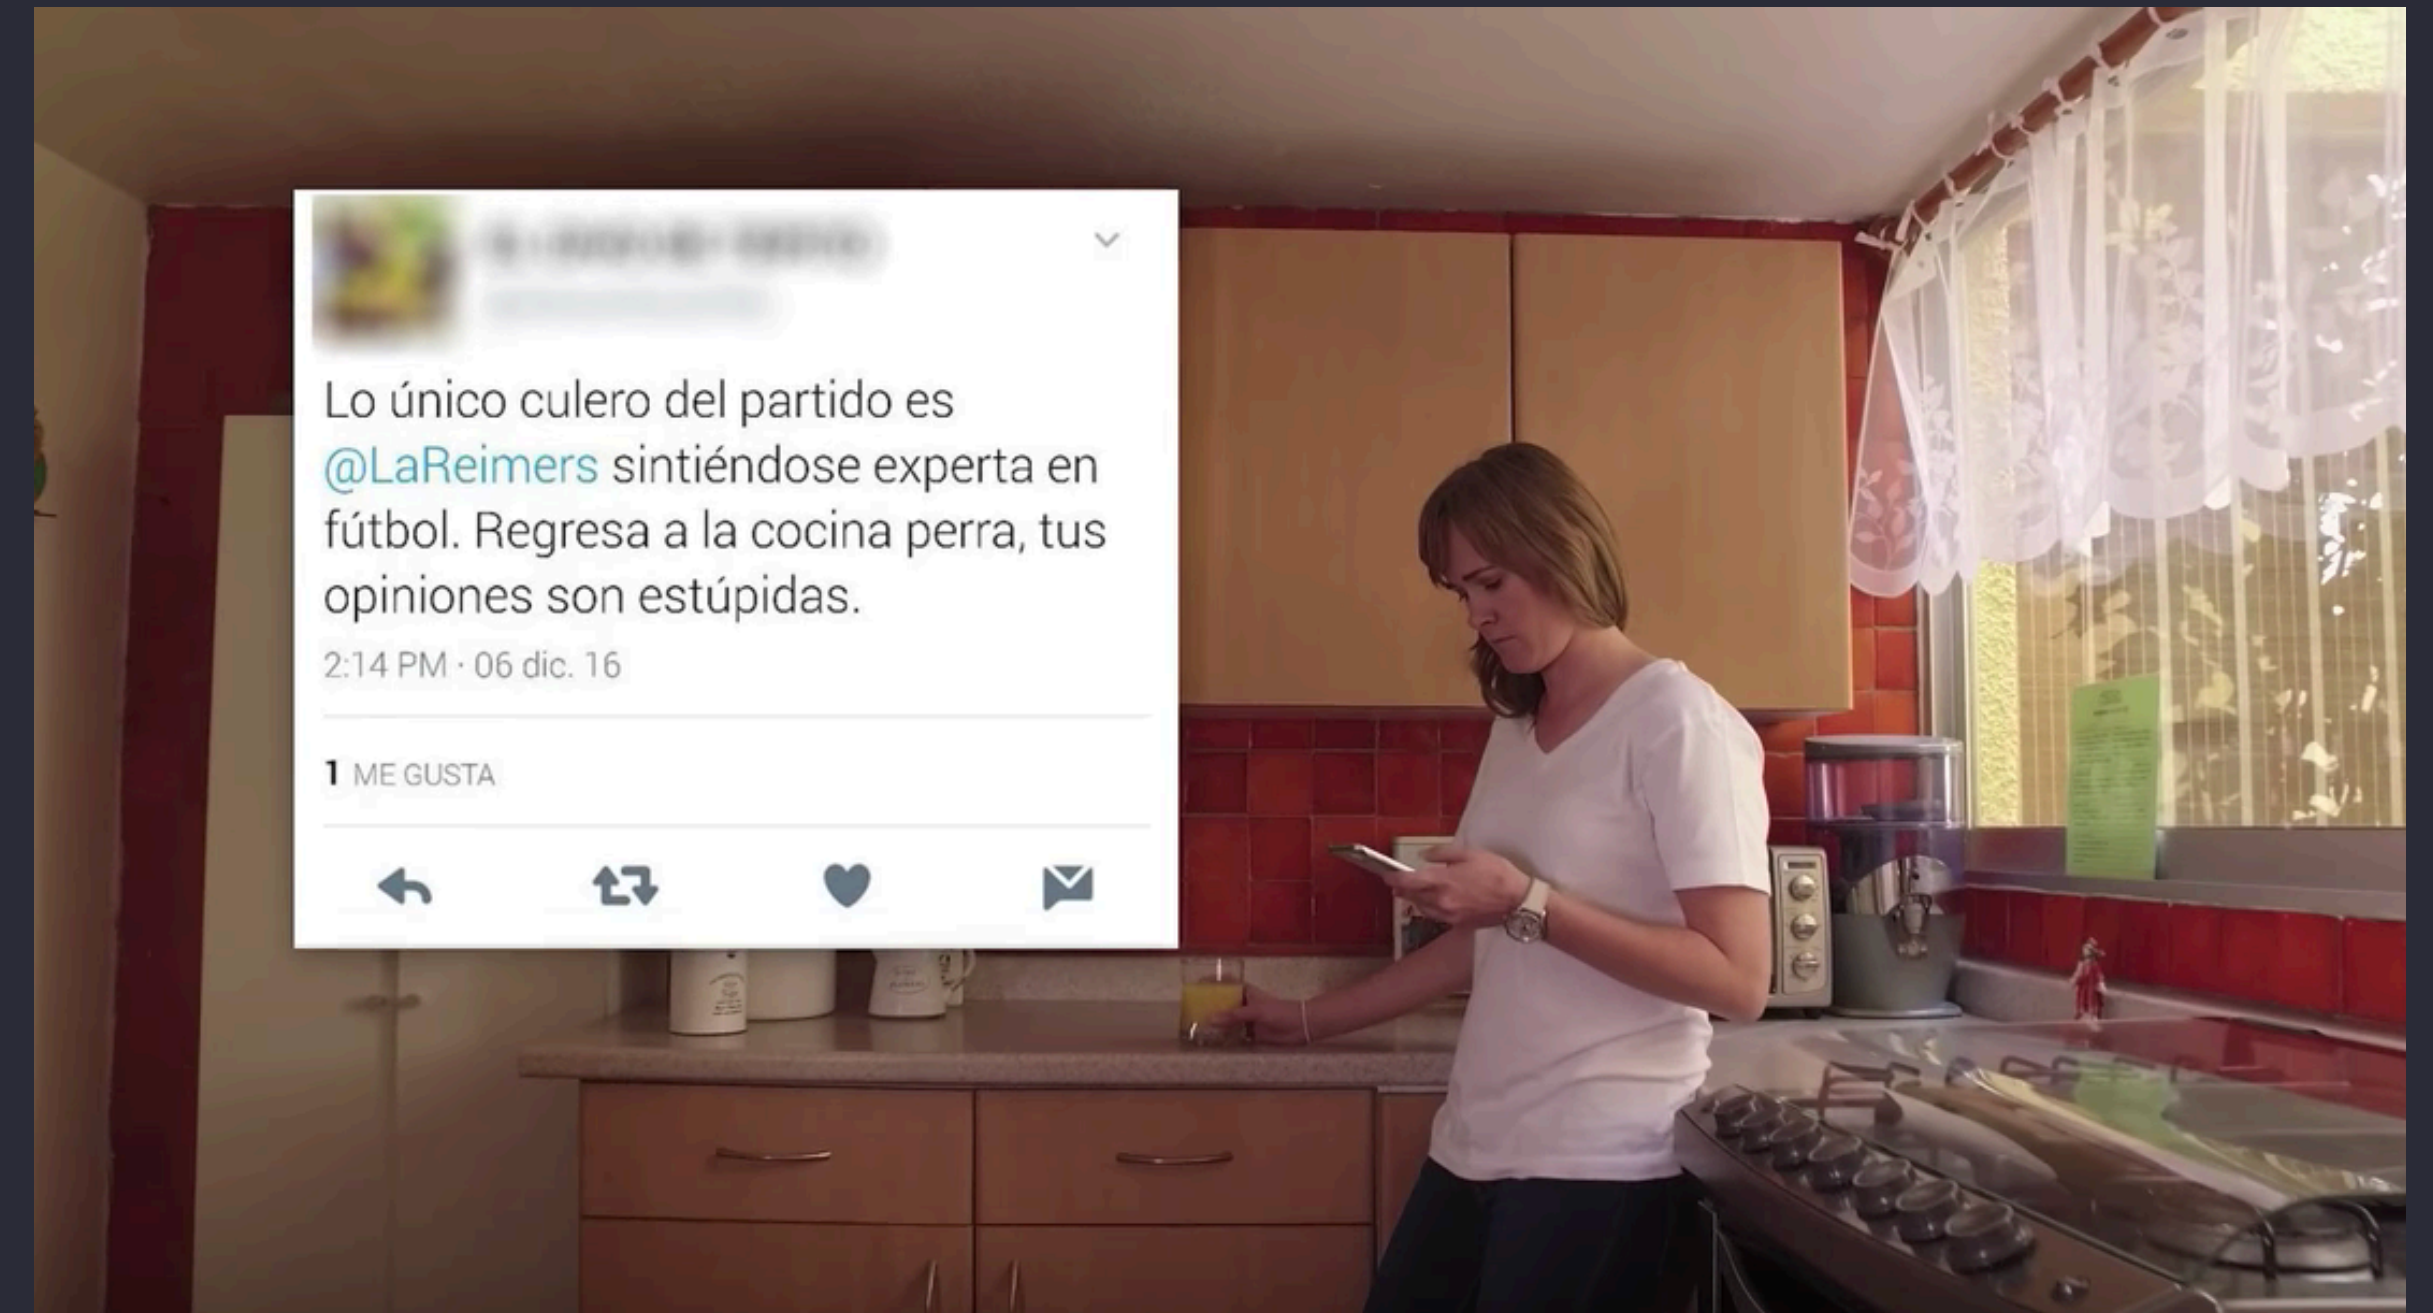 Lo único culero del partido es
@LaReimers sintiéndose experta en
fútbol. Regresa a la cocina perra, tus
opiniones son estúpidas.
2:14 PM · 06 dic. 16
1 ME GUSTA